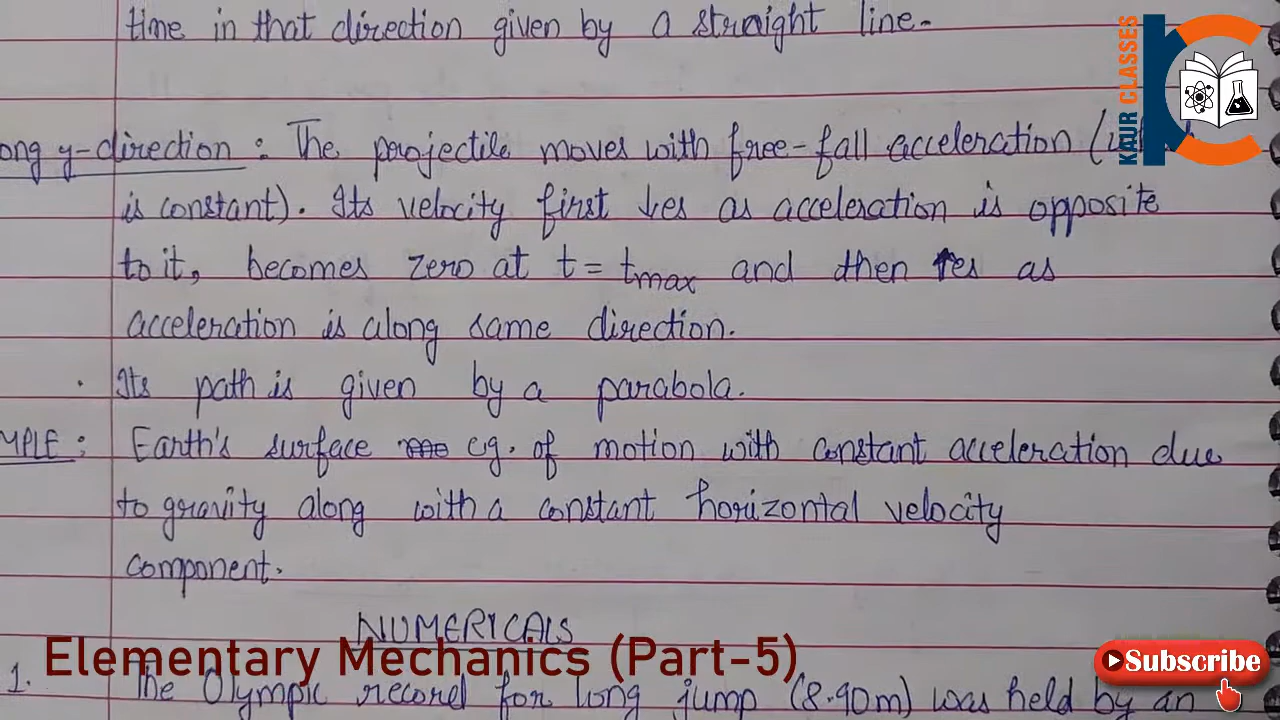 time in that direction given by a straight line.
KAUR CLASSES
ong y-direction : The projectile moves with free-fall acceleration (
is constant). Its velocity first ↓es as acceleration is opposite
to it, becomes zero at t = tmax and then ↑es as
acceleration is along same direction.
Its path is given by a parabola.
MPLE : Earth's surface eg. of motion with constant acceleration due
to gravity along with a constant horizontal velocity
component.
NUMERICALS
Elementary Mechanics (Part-5)
Subscribe
1. The Olympic record for long jump (8.90m) was held by an